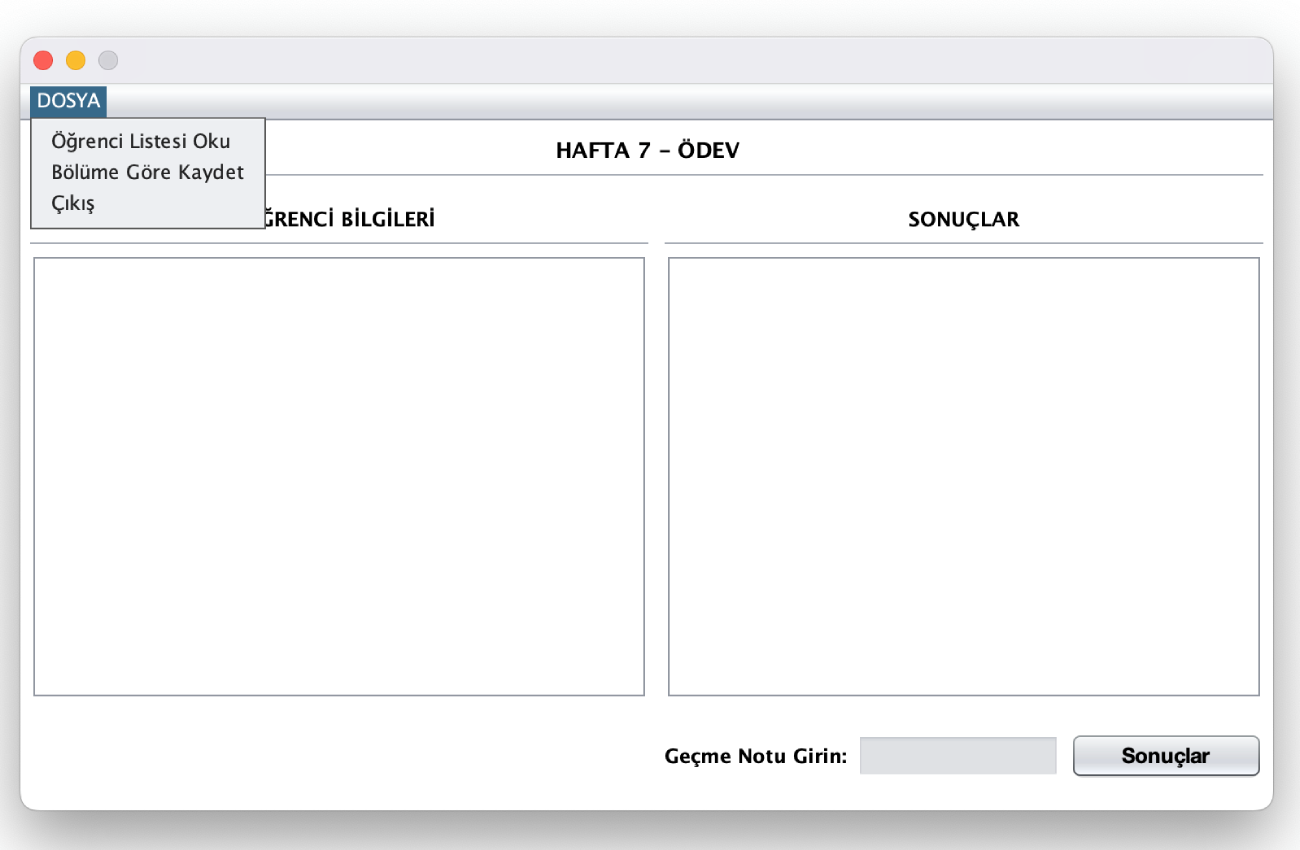 DOSYA
Öğrenci Listesi Oku
Bölüme Göre Kaydet
Çıkış
HAFTA 7 – ÖDEV
ĞRENCİ BİLGİLERİ
SONUÇLAR
Geçme Notu Girin:
Sonuçlar